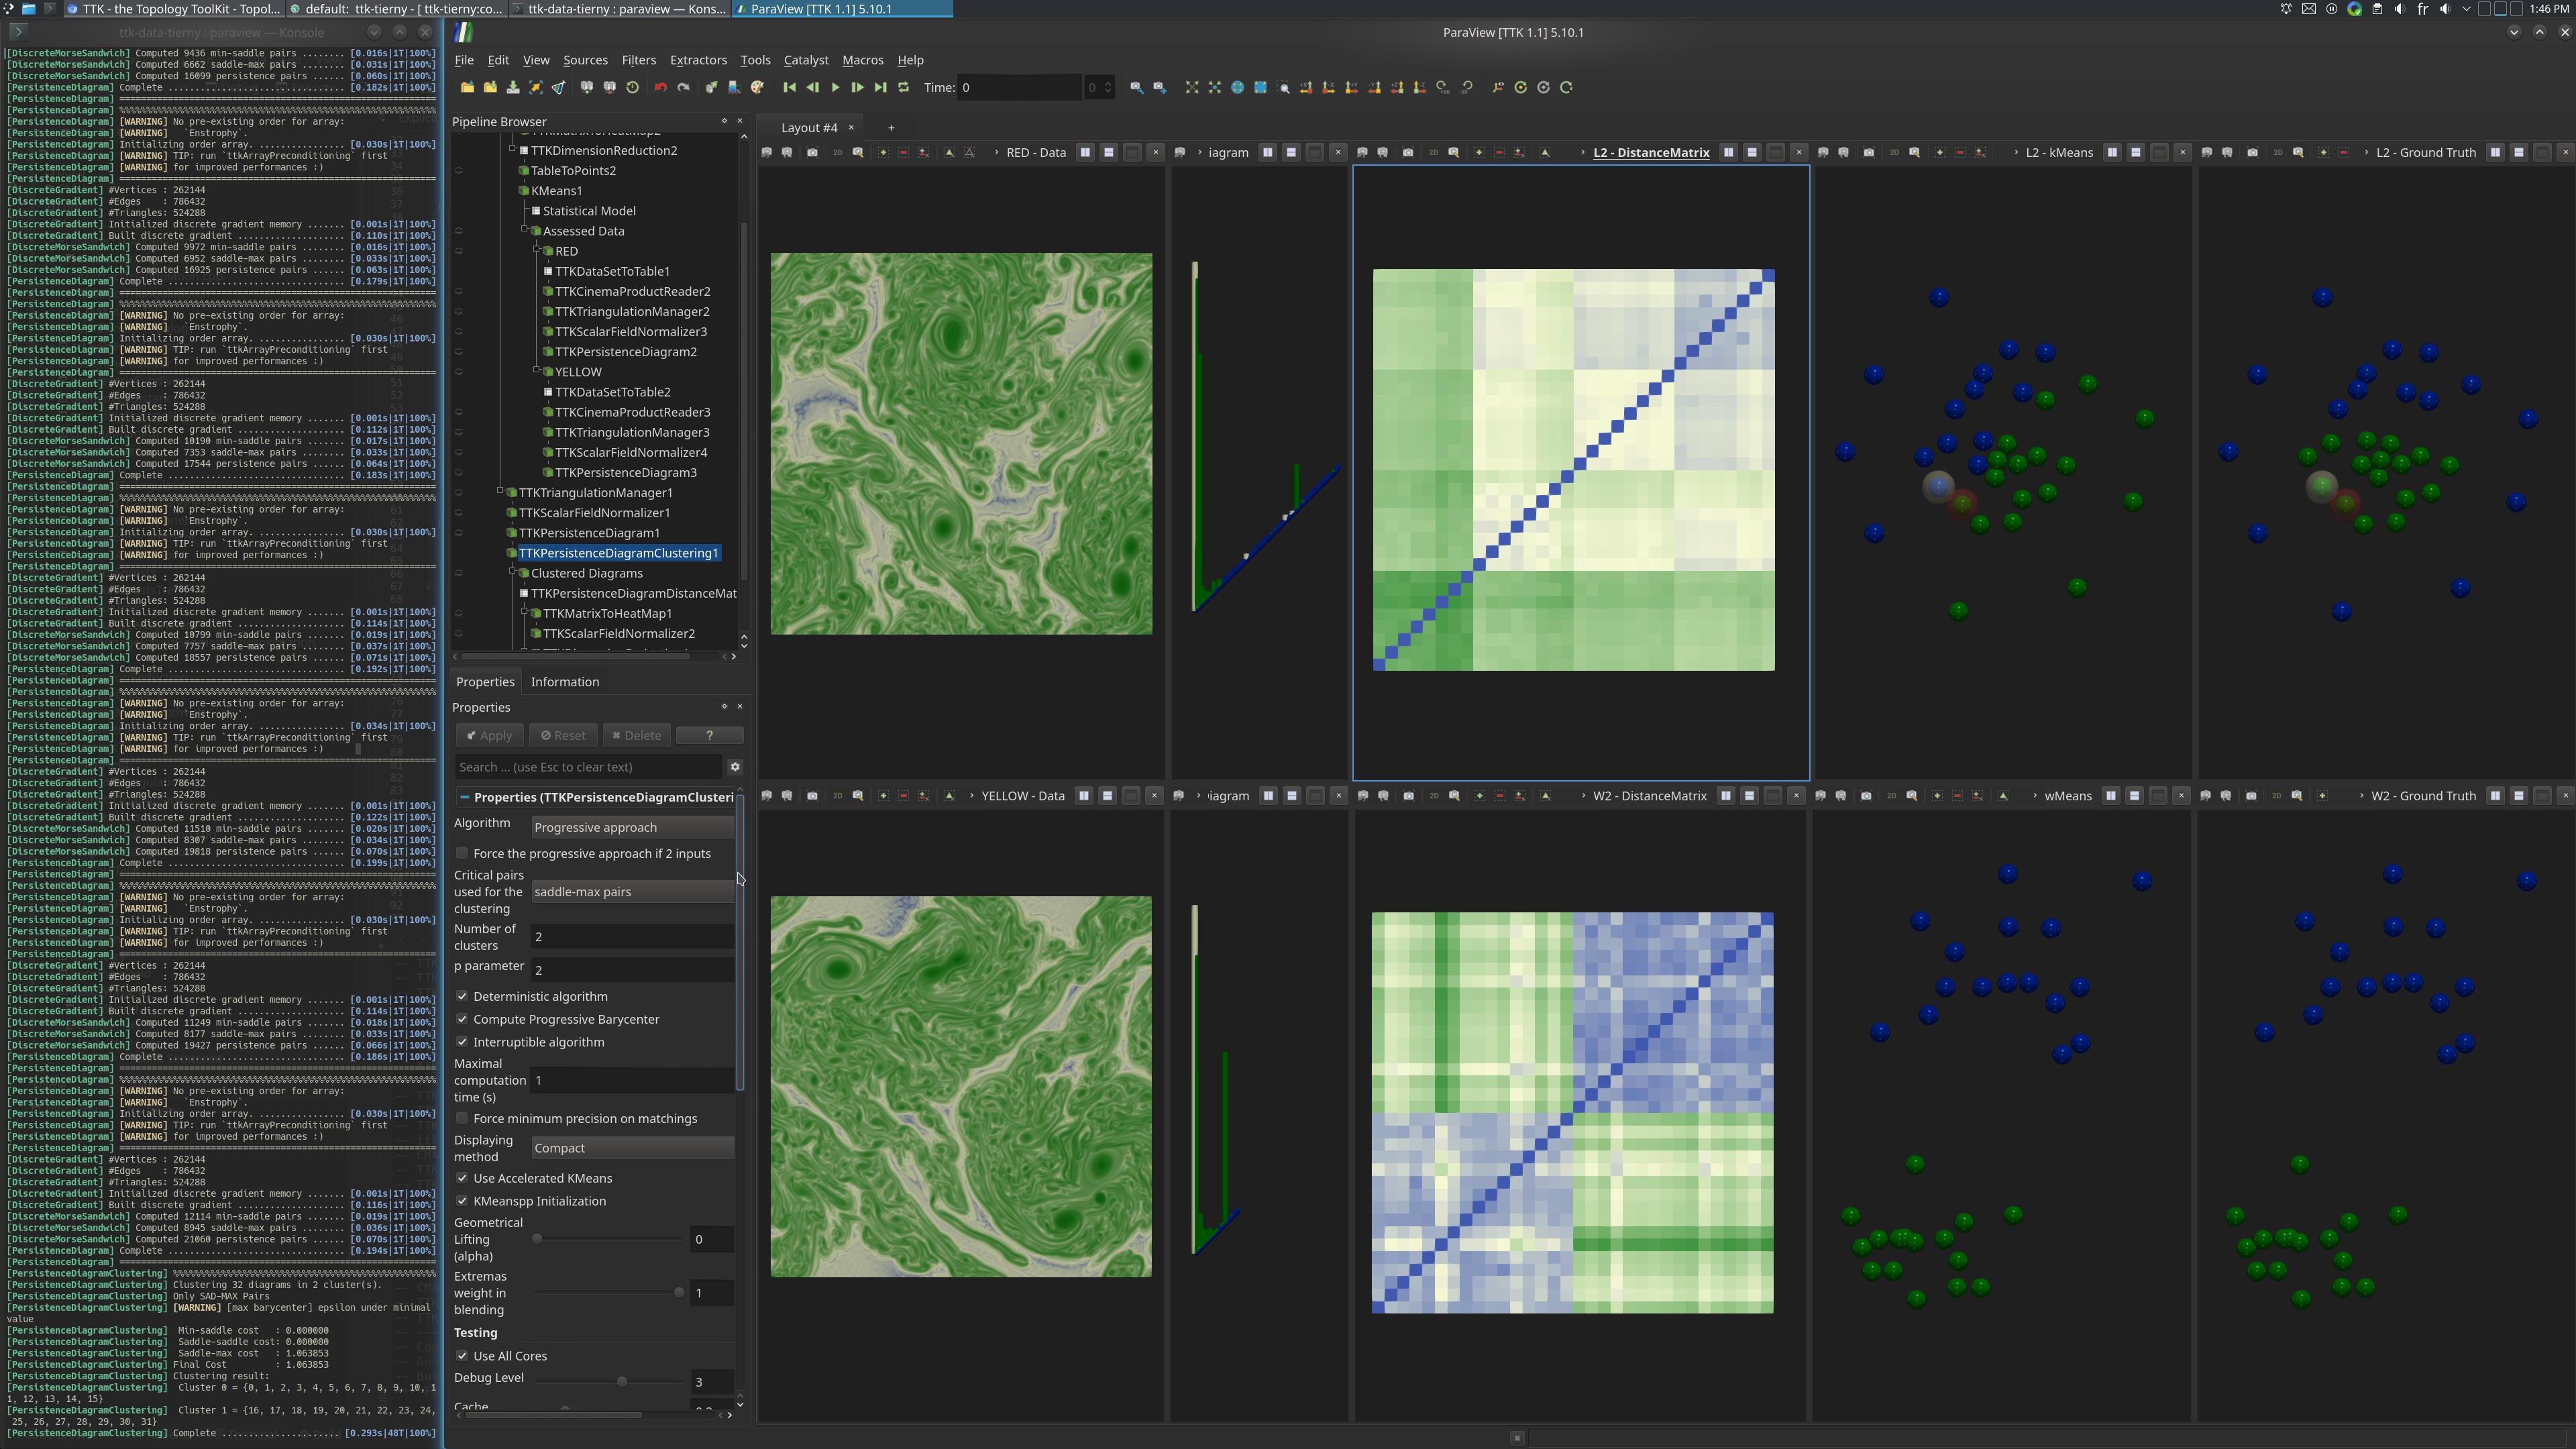 TTK - the Topology ToolKit - Topol...
default: ttk-tierny - [ ttk-tierny:co...
ttk-data-tierny : paraview — Kons...
ParaView [TTK 1.1] 5.10.1
fr
1:46 PM
ttk-data-tierny : paraview — Konsole
[DiscreteMorseSandwich] Computed 9436 min-saddle pairs ........ [0.016s|1T|100%]
[DiscreteMorseSandwich] Computed 6662 saddle-max pairs ........ [0.031s|1T|100%]
[DiscreteMorseSandwich] Computed 16099 persistence pairs ...... [0.060s|1T|100%]
[PersistenceDiagram] Complete ................................. [0.182s|1T|100%]
[PersistenceDiagram] [WARNING] No pre-existing order for array:
[PersistenceDiagram] [WARNING]   `Enstrophy`.
[PersistenceDiagram] Initializing order array. ................ [0.030s|1T|100%]
[PersistenceDiagram] [WARNING] TIP: run `ttkArrayPreconditioning` first
[PersistenceDiagram] [WARNING] for improved performances :)
[DiscreteGradient] #Vertices : 262144
[DiscreteGradient] #Edges    : 786432
[DiscreteGradient] #Triangles: 524288
[DiscreteGradient] Initialized discrete gradient memory ....... [0.001s|1T|100%]
[DiscreteGradient] Built discrete gradient .................... [0.110s|1T|100%]
[DiscreteMorseSandwich] Computed 9972 min-saddle pairs ........ [0.016s|1T|100%]
[DiscreteMorseSandwich] Computed 6952 saddle-max pairs ........ [0.033s|1T|100%]
[DiscreteMorseSandwich] Computed 16925 persistence pairs ...... [0.063s|1T|100%]
[PersistenceDiagram] Complete ................................. [0.179s|1T|100%]
[PersistenceDiagram] [WARNING] No pre-existing order for array:
[PersistenceDiagram] [WARNING]   `Enstrophy`.
[PersistenceDiagram] Initializing order array. ................ [0.030s|1T|100%]
[PersistenceDiagram] [WARNING] TIP: run `ttkArrayPreconditioning` first
[PersistenceDiagram] [WARNING] for improved performances :)
[DiscreteGradient] #Vertices : 262144
[DiscreteGradient] #Edges    : 786432
[DiscreteGradient] #Triangles: 524288
[DiscreteGradient] Initialized discrete gradient memory ....... [0.001s|1T|100%]
[DiscreteGradient] Built discrete gradient .................... [0.112s|1T|100%]
[DiscreteMorseSandwich] Computed 10190 min-saddle pairs ....... [0.017s|1T|100%]
[DiscreteMorseSandwich] Computed 7353 saddle-max pairs ........ [0.033s|1T|100%]
[DiscreteMorseSandwich] Computed 17544 persistence pairs ...... [0.064s|1T|100%]
[PersistenceDiagram] Complete ................................. [0.183s|1T|100%]
[PersistenceDiagram] [WARNING] No pre-existing order for array:
[PersistenceDiagram] [WARNING]   `Enstrophy`.
[PersistenceDiagram] Initializing order array. ................ [0.030s|1T|100%]
[PersistenceDiagram] [WARNING] TIP: run `ttkArrayPreconditioning` first
[PersistenceDiagram] [WARNING] for improved performances :)
[DiscreteGradient] #Vertices : 262144
[DiscreteGradient] #Edges    : 786432
[DiscreteGradient] #Triangles: 524288
[DiscreteGradient] Initialized discrete gradient memory ....... [0.001s|1T|100%]
[DiscreteGradient] Built discrete gradient .................... [0.114s|1T|100%]
[DiscreteMorseSandwich] Computed 10799 min-saddle pairs ....... [0.019s|1T|100%]
[DiscreteMorseSandwich] Computed 7757 saddle-max pairs ........ [0.037s|1T|100%]
[DiscreteMorseSandwich] Computed 18557 persistence pairs ...... [0.071s|1T|100%]
[PersistenceDiagram] Complete ................................. [0.192s|1T|100%]
[PersistenceDiagram] [WARNING] No pre-existing order for array:
[PersistenceDiagram] [WARNING]   `Enstrophy`.
[PersistenceDiagram] Initializing order array. ................ [0.034s|1T|100%]
[PersistenceDiagram] [WARNING] TIP: run `ttkArrayPreconditioning` first
[PersistenceDiagram] [WARNING] for improved performances :)
[DiscreteGradient] #Vertices : 262144
[DiscreteGradient] #Edges    : 786432
[DiscreteGradient] #Triangles: 524288
[DiscreteGradient] Initialized discrete gradient memory ....... [0.001s|1T|100%]
[DiscreteGradient] Built discrete gradient .................... [0.122s|1T|100%]
[DiscreteMorseSandwich] Computed 11510 min-saddle pairs ....... [0.020s|1T|100%]
[DiscreteMorseSandwich] Computed 8307 saddle-max pairs ........ [0.034s|1T|100%]
[DiscreteMorseSandwich] Computed 19818 persistence pairs ...... [0.070s|1T|100%]
[PersistenceDiagram] Complete ................................. [0.199s|1T|100%]
[PersistenceDiagram] [WARNING] No pre-existing order for array:
[PersistenceDiagram] [WARNING]   `Enstrophy`.
[PersistenceDiagram] Initializing order array. ................ [0.030s|1T|100%]
[PersistenceDiagram] [WARNING] TIP: run `ttkArrayPreconditioning` first
[PersistenceDiagram] [WARNING] for improved performances :)
[DiscreteGradient] #Vertices : 262144
[DiscreteGradient] #Edges    : 786432
[DiscreteGradient] #Triangles: 524288
[DiscreteGradient] Initialized discrete gradient memory ....... [0.001s|1T|100%]
[DiscreteGradient] Built discrete gradient .................... [0.114s|1T|100%]
[DiscreteMorseSandwich] Computed 11249 min-saddle pairs ....... [0.018s|1T|100%]
[DiscreteMorseSandwich] Computed 8177 saddle-max pairs ........ [0.033s|1T|100%]
[DiscreteMorseSandwich] Computed 19427 persistence pairs ...... [0.066s|1T|100%]
[PersistenceDiagram] Complete ................................. [0.186s|1T|100%]
[PersistenceDiagram] [WARNING] No pre-existing order for array:
[PersistenceDiagram] [WARNING]   `Enstrophy`.
[PersistenceDiagram] Initializing order array. ................ [0.030s|1T|100%]
[PersistenceDiagram] [WARNING] TIP: run `ttkArrayPreconditioning` first
[PersistenceDiagram] [WARNING] for improved performances :)
[DiscreteGradient] #Vertices : 262144
[DiscreteGradient] #Edges    : 786432
[DiscreteGradient] #Triangles: 524288
[DiscreteGradient] Initialized discrete gradient memory ....... [0.001s|1T|100%]
[DiscreteGradient] Built discrete gradient .................... [0.116s|1T|100%]
[DiscreteMorseSandwich] Computed 12114 min-saddle pairs ....... [0.019s|1T|100%]
[DiscreteMorseSandwich] Computed 8945 saddle-max pairs ........ [0.036s|1T|100%]
[DiscreteMorseSandwich] Computed 21060 persistence pairs ...... [0.070s|1T|100%]
[PersistenceDiagram] Complete ................................. [0.194s|1T|100%]
[PersistenceDiagramClustering] Clustering 32 diagrams in 2 cluster(s).
[PersistenceDiagramClustering] Only SAD-MAX Pairs
[PersistenceDiagramClustering] [WARNING] [max barycenter] epsilon under minimal
value
[PersistenceDiagramClustering]  Min-saddle cost   : 0.000000
[PersistenceDiagramClustering]  Saddle-saddle cost: 0.000000
[PersistenceDiagramClustering]  Saddle-max cost   : 1.063853
[PersistenceDiagramClustering] Final Cost         : 1.063853
[PersistenceDiagramClustering] Clustering result:
[PersistenceDiagramClustering]  Cluster 0 = {0, 1, 2, 3, 4, 5, 6, 7, 8, 9, 10, 1
1, 12, 13, 14, 15}
[PersistenceDiagramClustering]  Cluster 1 = {16, 17, 18, 19, 20, 21, 22, 23, 24,
 25, 26, 27, 28, 29, 30, 31}
[PersistenceDiagramClustering] Complete ...................... [0.293s|48T|100%]
ParaView [TTK 1.1] 5.10.1
File Edit View Sources Filters Extractors Tools Catalyst Macros Help
Time: 0 0
Pipeline Browser
TTKMatrixToHeatMap2
TTKDimensionReduction2
TableToPoints2
KMeans1
Statistical Model
Assessed Data
RED
TTKDataSetToTable1
TTKCinemaProductReader2
TTKTriangulationManager2
TTKScalarFieldNormalizer3
TTKPersistenceDiagram2
YELLOW
TTKDataSetToTable2
TTKCinemaProductReader3
TTKTriangulationManager3
TTKScalarFieldNormalizer4
TTKPersistenceDiagram3
TTKTriangulationManager1
TTKScalarFieldNormalizer1
TTKPersistenceDiagram1
TTKPersistenceDiagramClustering1
Clustered Diagrams
TTKPersistenceDiagramDistanceMat
TTKMatrixToHeatMap1
TTKScalarFieldNormalizer2
Properties Information
Properties
Apply Reset Delete ?
Search ... (use Esc to clear text)
Properties (TTKPersistenceDiagramClusteri
Algorithm Progressive approach
Force the progressive approach if 2 inputs
Critical pairs
used for the saddle-max pairs
clustering
Number of
clusters 2
p parameter 2
Deterministic algorithm
Compute Progressive Barycenter
Interruptible algorithm
Maximal
computation 1
time (s)
Force minimum precision on matchings
Displaying
method Compact
Use Accelerated KMeans
KMeanspp Initialization
Geometrical
Lifting 0
(alpha)
Extremas
weight in 1
blending
Testing
Use All Cores
Debug Level 3
Cache
Layout #4 +
2D RED - Data
iagram
2D L2 - DistanceMatrix
2D L2 - kMeans
2D L2 - Ground Truth
2D YELLOW - Data
iagram
2D W2 - DistanceMatrix
2D wMeans
2D W2 - Ground Truth